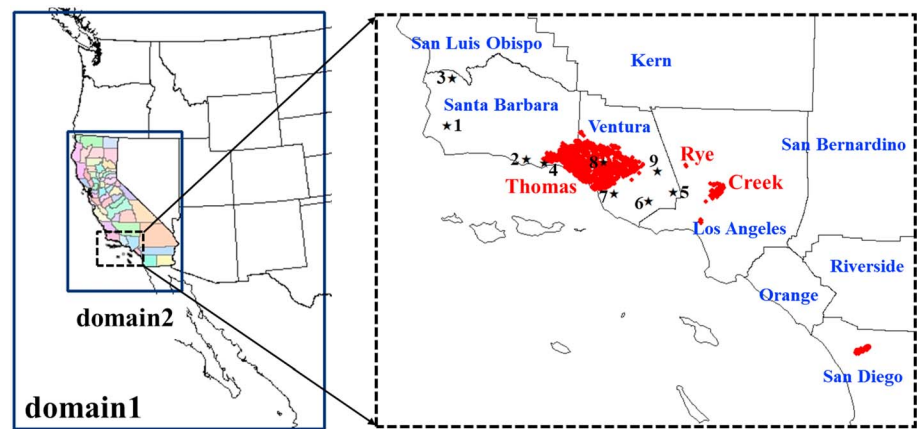 domain1
domain2
San Luis Obispo
Kern
3
Santa Barbara
1
Ventura
San Bernardino
2
4
8
9
Rye
Thomas
Creek
7
6
5
Los Angeles
Riverside
Orange
San Diego